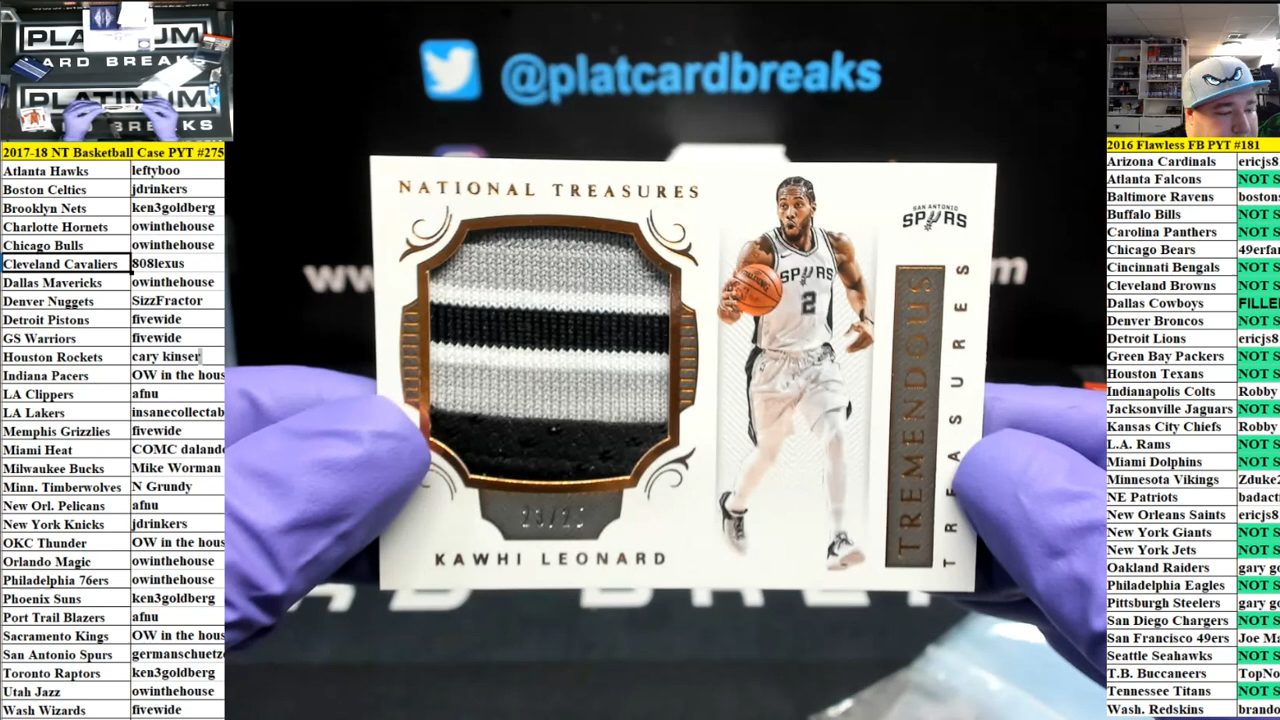 PLATINUM
CARD BREAKS
PLATINUM
CARD BREAKS
2017-18 NT Basketball Case PYT #275
Atlanta Hawks leftyboo
Boston Celtics jdrinkers
Brooklyn Nets ken3goldberg
Charlotte Hornets owinthehouse
Chicago Bulls owinthehouse
Cleveland Cavaliers 808lexus
Dallas Mavericks owinthehouse
Denver Nuggets SizzFractor
Detroit Pistons fivewide
GS Warriors fivewide
Houston Rockets cary kinser
Indiana Pacers OW in the hous
LA Clippers afnu
LA Lakers insanecollectab
Memphis Grizzlies fivewide
Miami Heat COMC daland
Milwaukee Bucks Mike Worman
Minn. Timberwolves N Grundy
New Orl. Pelicans afnu
New York Knicks jdrinkers
OKC Thunder OW in the hous
Orlando Magic owinthehouse
Philadelphia 76ers owinthehouse
Phoenix Suns ken3goldberg
Port Trail Blazers afnu
Sacramento Kings OW in the hous
San Antonio Spurs germanschuetz
Toronto Raptors ken3goldberg
Utah Jazz owinthehouse
Wash Wizards fivewide
@platcardbreaks
www
m
NATIONAL TREASURES
SAN ANTONIO
SPURS
SPURS
2
TREMENDOUS
TREASURES
KAWHI LEONARD
2016 Flawless FB PYT #181
Arizona Cardinals ericjs8
Atlanta Falcons NOT S
Baltimore Ravens bostons
Buffalo Bills NOT S
Carolina Panthers NOT S
Chicago Bears 49erfan
Cincinnati Bengals NOT S
Cleveland Browns NOT S
Dallas Cowboys FILLE
Denver Broncos NOT S
Detroit Lions ericjs8
Green Bay Packers NOT S
Houston Texans NOT S
Indianapolis Colts Robby
Jacksonville Jaguars NOT S
Kansas City Chiefs Robby
L.A. Rams NOT S
Miami Dolphins NOT S
Minnesota Vikings Zduke2
NE Patriots badacti
New Orleans Saints ericjs8
New York Giants NOT S
New York Jets NOT S
Oakland Raiders gary go
Philadelphia Eagles NOT S
Pittsburgh Steelers gary go
San Diego Chargers NOT S
San Francisco 49ers Joe Ma
Seattle Seahawks NOT S
T.B. Buccaneers TopNo
Tennessee Titans NOT S
Wash. Redskins brando